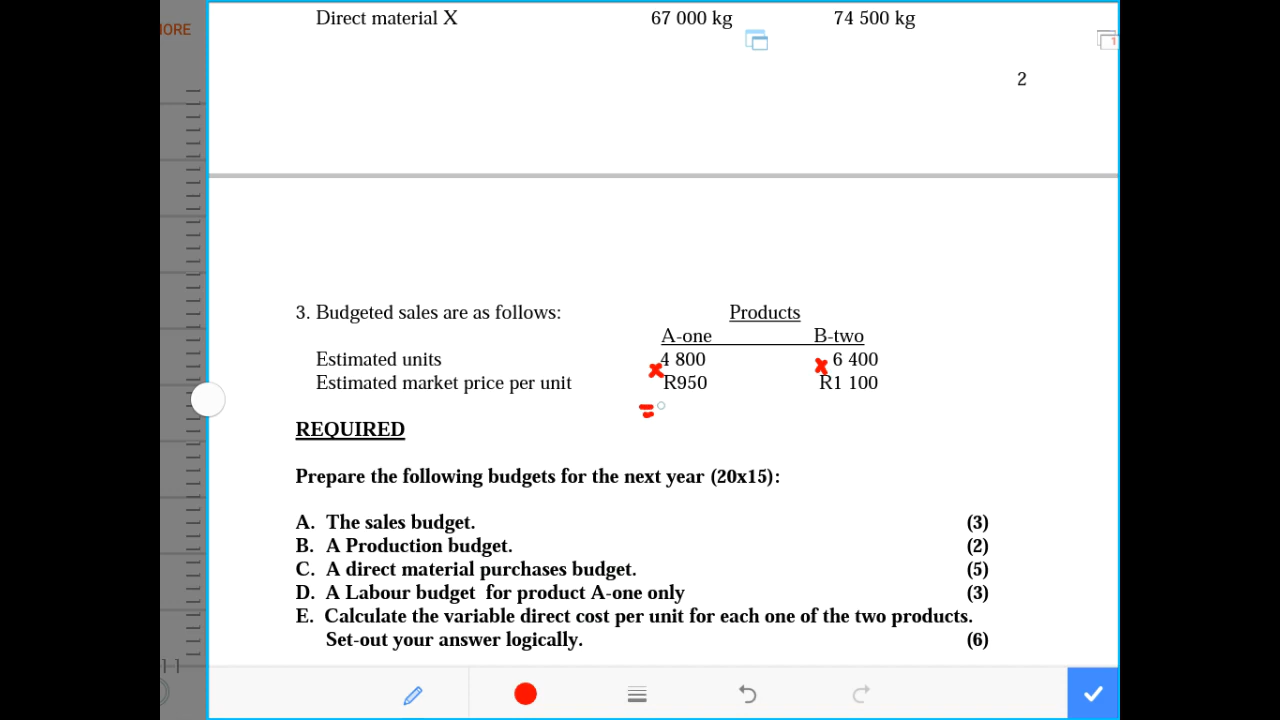 ORE
Direct material X 67 000 kg 74 500 kg
2
3. Budgeted sales are as follows: Products
A-one B-two
Estimated units 4 800 6 400
Estimated market price per unit R950 R1 100
REQUIRED
Prepare the following budgets for the next year (20x15):
A. The sales budget. (3)
B. A Production budget. (2)
C. A direct material purchases budget. (5)
D. A Labour budget for product A-one only (3)
E. Calculate the variable direct cost per unit for each one of the two products.
Set-out your answer logically. (6)